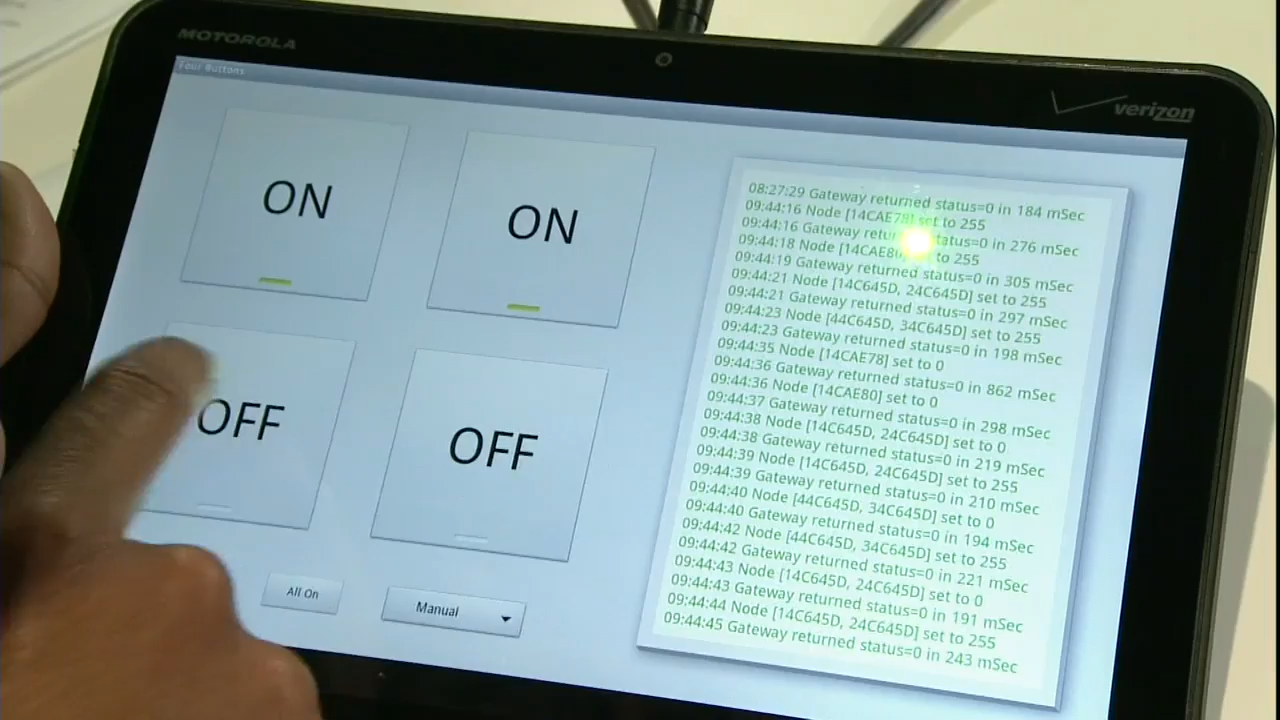 MOTOROLA
verizon
Four Buttons
ON
ON
OFF
OFF
All On
Manual
08:27:29 Gateway returned status=0 in 184 mSec
09:44:16 Node [14CAE78] set to 255
09:44:16 Gateway returned status=0 in 276 mSec
09:44:18 Node [14CAE80] set to 255
09:44:19 Gateway returned status=0 in 305 mSec
09:44:21 Node [14C645D, 24C645D] set to 255
09:44:21 Gateway returned status=0 in 297 mSec
09:44:23 Node [44C645D, 34C645D] set to 255
09:44:23 Gateway returned status=0 in 198 mSec
09:44:35 Node [14CAE78] set to 0
09:44:36 Gateway returned status=0 in 862 mSec
09:44:36 Node [14CAE80] set to 0
09:44:37 Gateway returned status=0 in 298 mSec
09:44:38 Node [14C645D, 24C645D] set to 0
09:44:38 Gateway returned status=0 in 219 mSec
09:44:39 Node [14C645D, 24C645D] set to 255
09:44:39 Gateway returned status=0 in 210 mSec
09:44:40 Node [44C645D, 34C645D] set to 0
09:44:40 Gateway returned status=0 in 194 mSec
09:44:42 Node [44C645D, 34C645D] set to 255
09:44:42 Gateway returned status=0 in 221 mSec
09:44:43 Node [14C645D, 24C645D] set to 0
09:44:43 Gateway returned status=0 in 191 mSec
09:44:44 Node [14C645D, 24C645D] set to 255
09:44:45 Gateway returned status=0 in 243 mSec